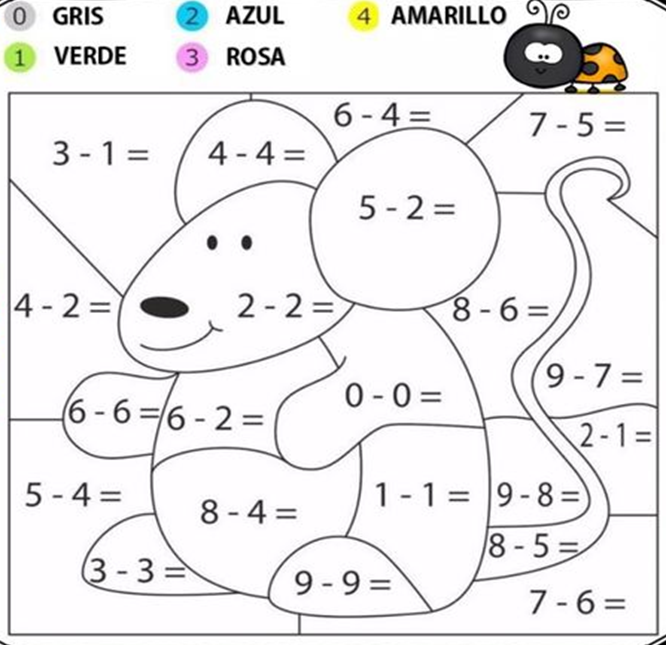 0 GRIS 2 AZUL 4 AMARILLO
1 VERDE 3 ROSA
6 - 4 =
7 - 5 =
3 - 1 =
4 - 4 =
5 - 2 =
4 - 2 =
2 - 2 =
8 - 6 =
9 - 7 =
0 - 0 =
6 - 6 =
6 - 2 =
2 - 1 =
5 - 4 =
8 - 4 =
1 - 1 =
9 - 8 =
8 - 5 =
3 - 3 =
9 - 9 =
7 - 6 =